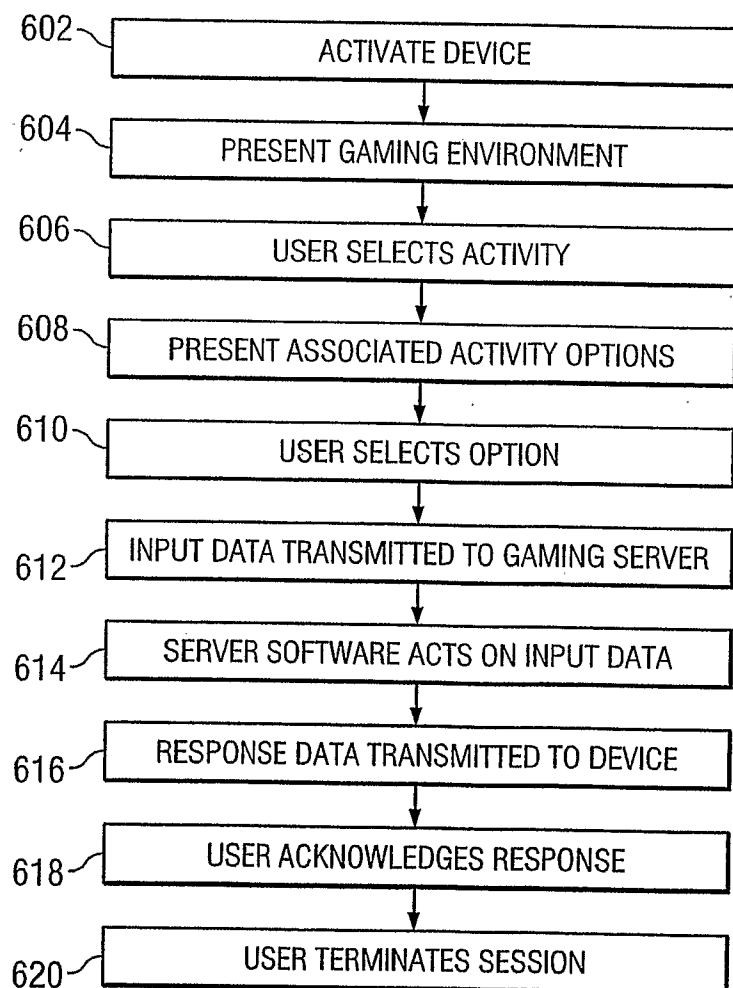 602
ACTIVATE DEVICE
604
PRESENT GAMING ENVIRONMENT
606
USER SELECTS ACTIVITY
608
PRESENT ASSOCIATED ACTIVITY OPTIONS
610
USER SELECTS OPTION
612
INPUT DATA TRANSMITTED TO GAMING SERVER
614
SERVER SOFTWARE ACTS ON INPUT DATA
616
RESPONSE DATA TRANSMITTED TO DEVICE
618
USER ACKNOWLEDGES RESPONSE
620
USER TERMINATES SESSION